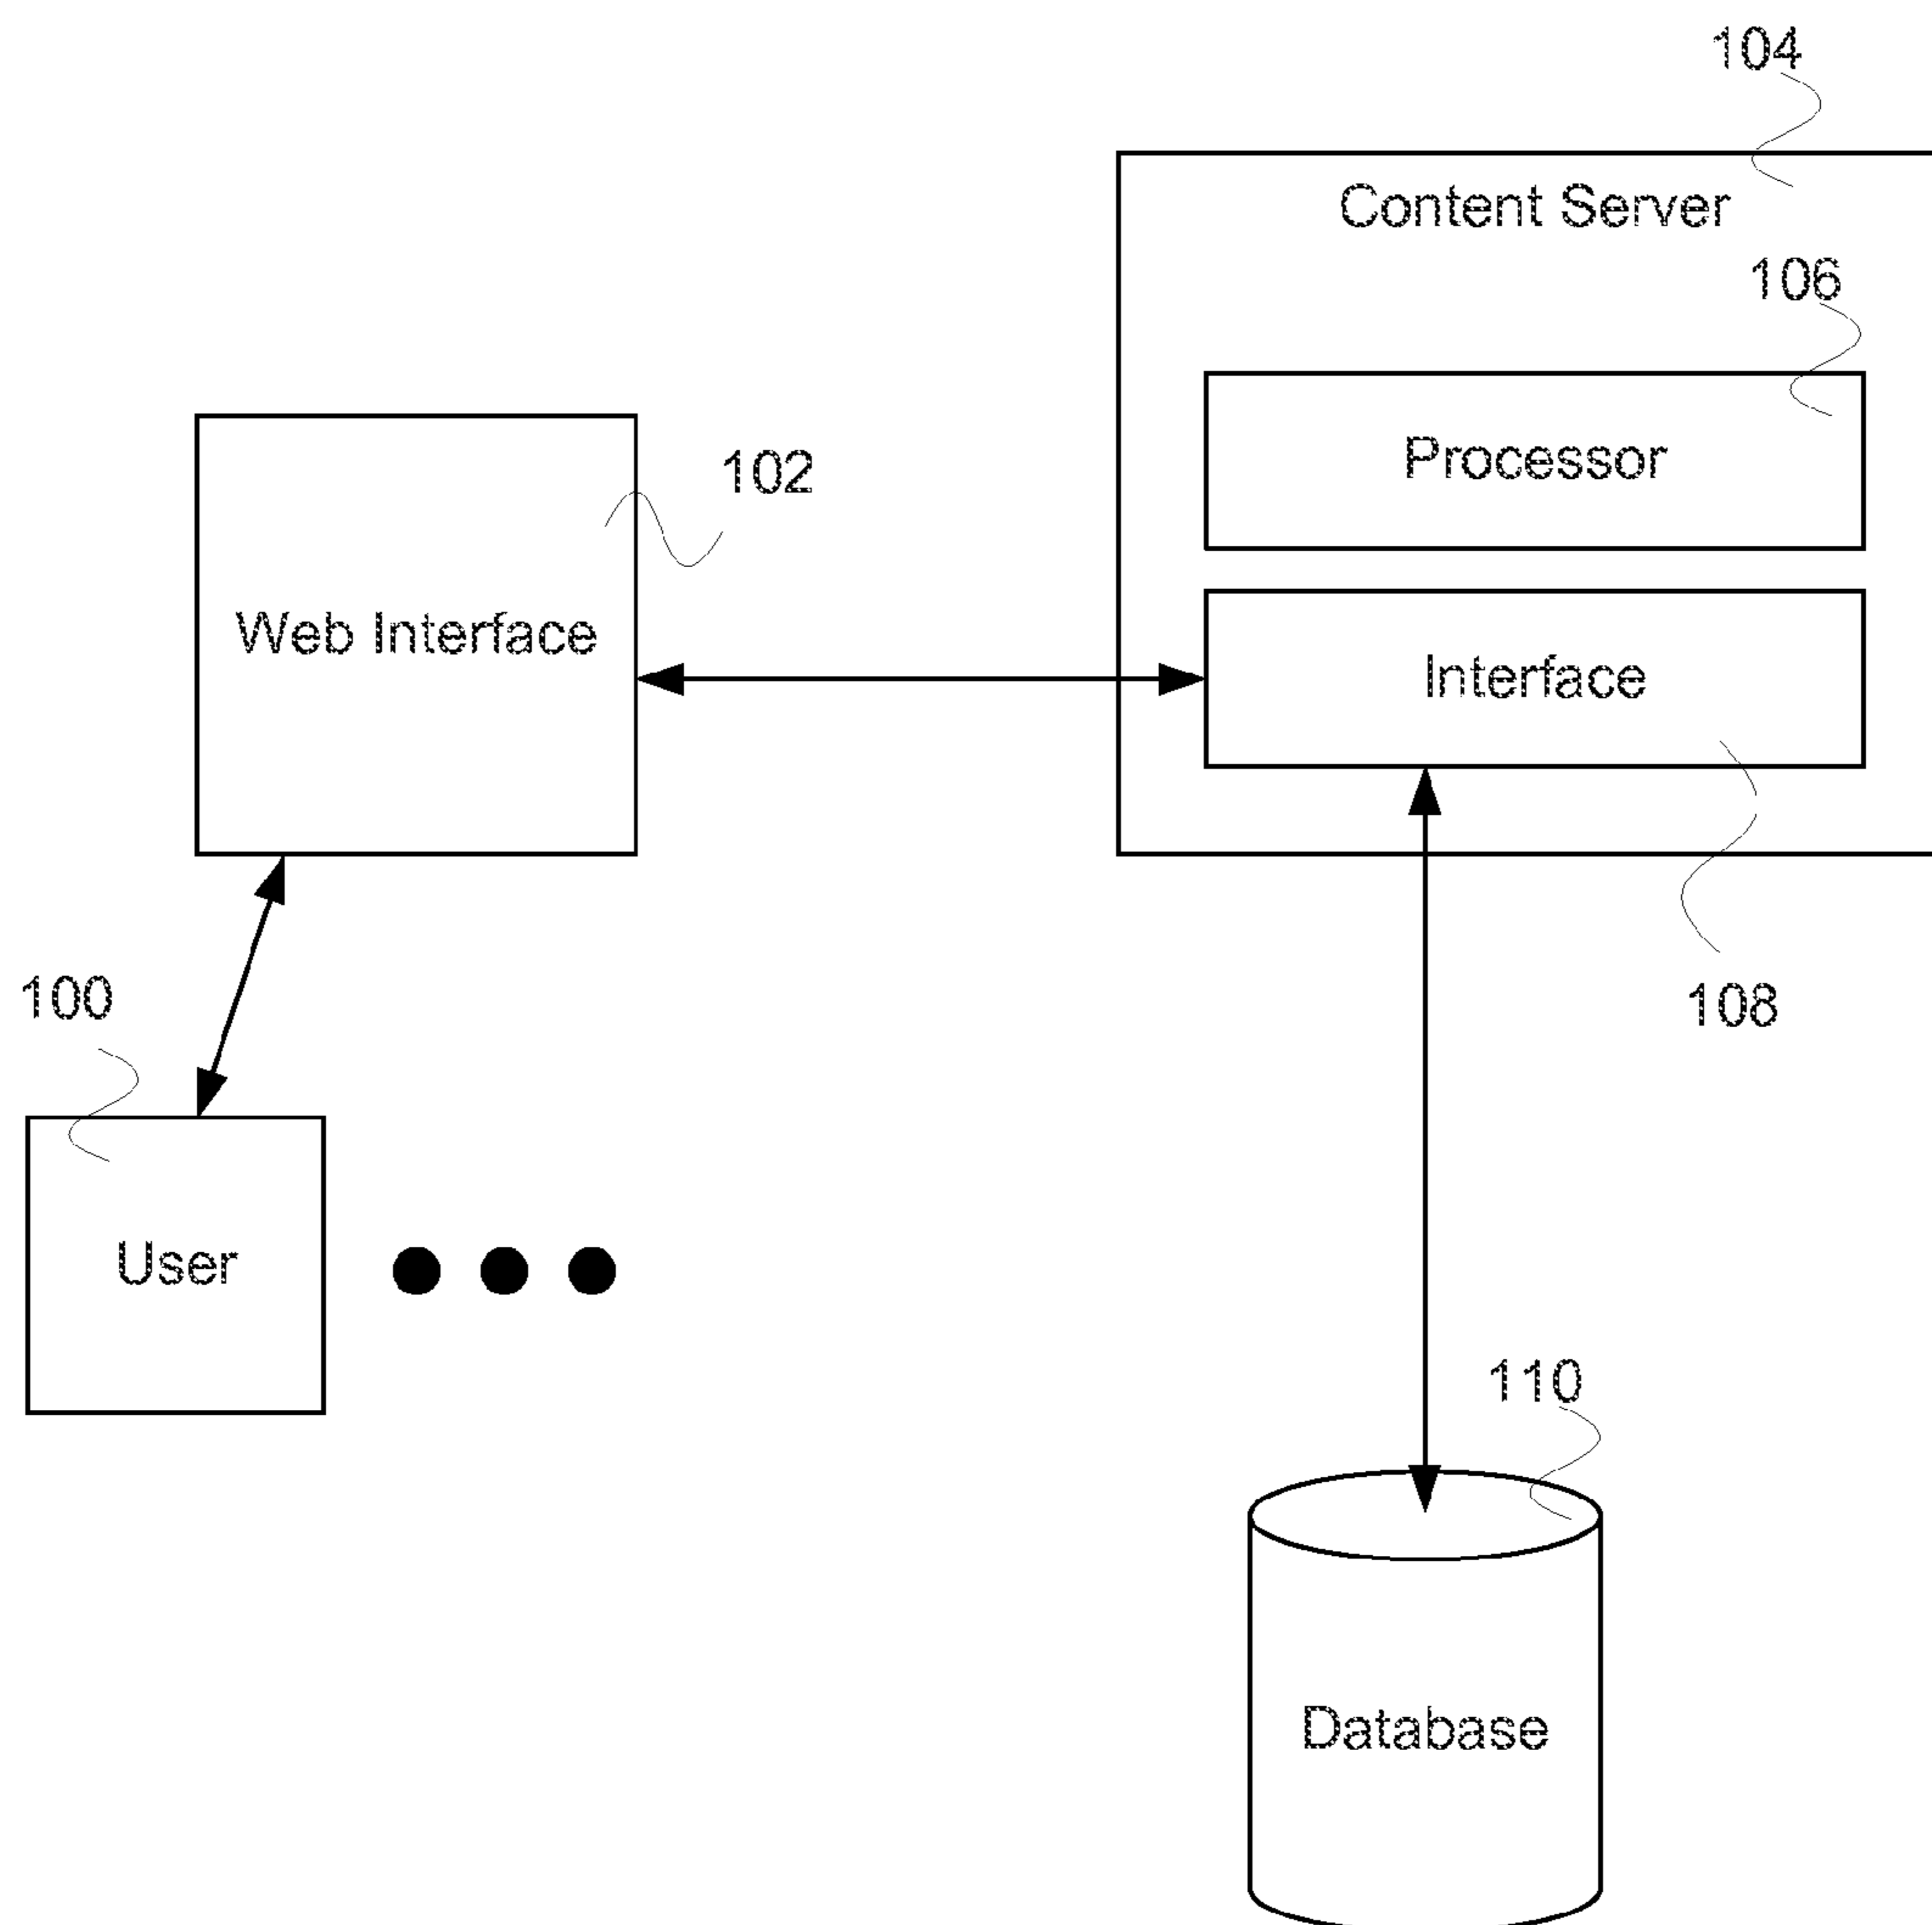 104
Content Server
106
Processor
102
Web Interface
Interface
100
108
User
110
Database